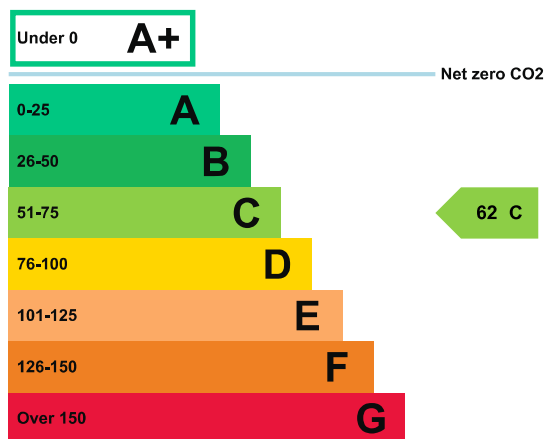 Under 0 A+
Net zero CO2
0-25 A
26-50 B
51-75 C
62 C
76-100 D
101-125 E
126-150 F
Over 150 G